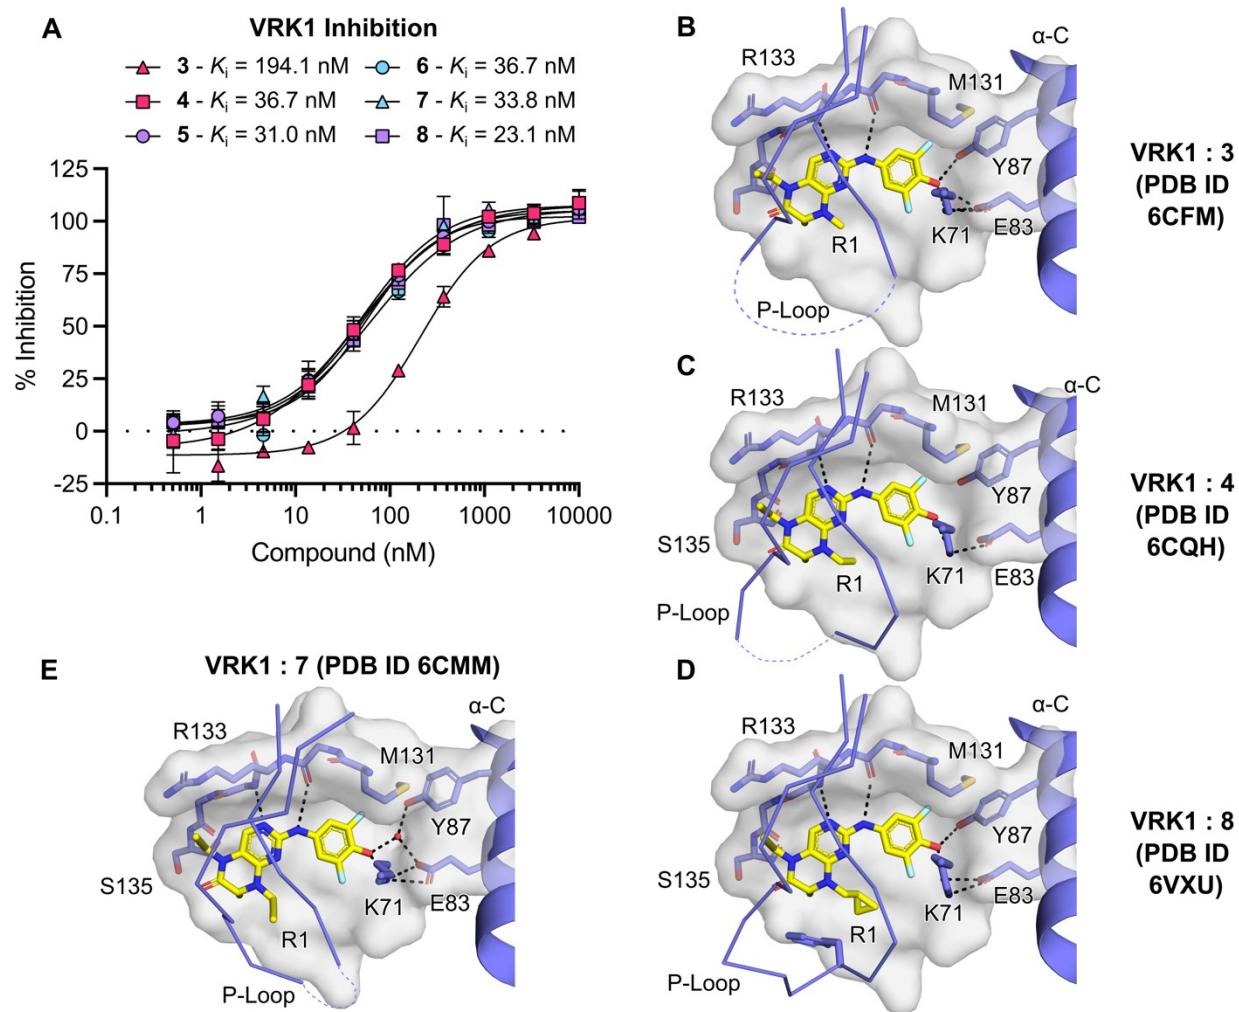 A
VRK1 Inhibition
3 - Ki = 194.1 nM
6 - Ki = 36.7 nM
4 - Ki = 36.7 nM
7 - Ki = 33.8 nM
5 - Ki = 31.0 nM
8 - Ki = 23.1 nM
% Inhibition
125
100
75
50
25
0
-25
0.1 1 10 100 1000 10000
Compound (nM)
B
α-C
R133
M131
Y87
K71 E83
R1
P-Loop
VRK1 : 3
(PDB ID
6CFM)
C
α-C
R133
M131
Y87
S135
K71 E83
R1
P-Loop
VRK1 : 4
(PDB ID
6CQH)
E
VRK1 : 7 (PDB ID 6CMM)
α-C
R133
M131
Y87
S135
K71 E83
R1
P-Loop
D
α-C
R133
M131
Y87
S135
K71 E83
R1
P-Loop
VRK1 : 8
(PDB ID
6VXU)